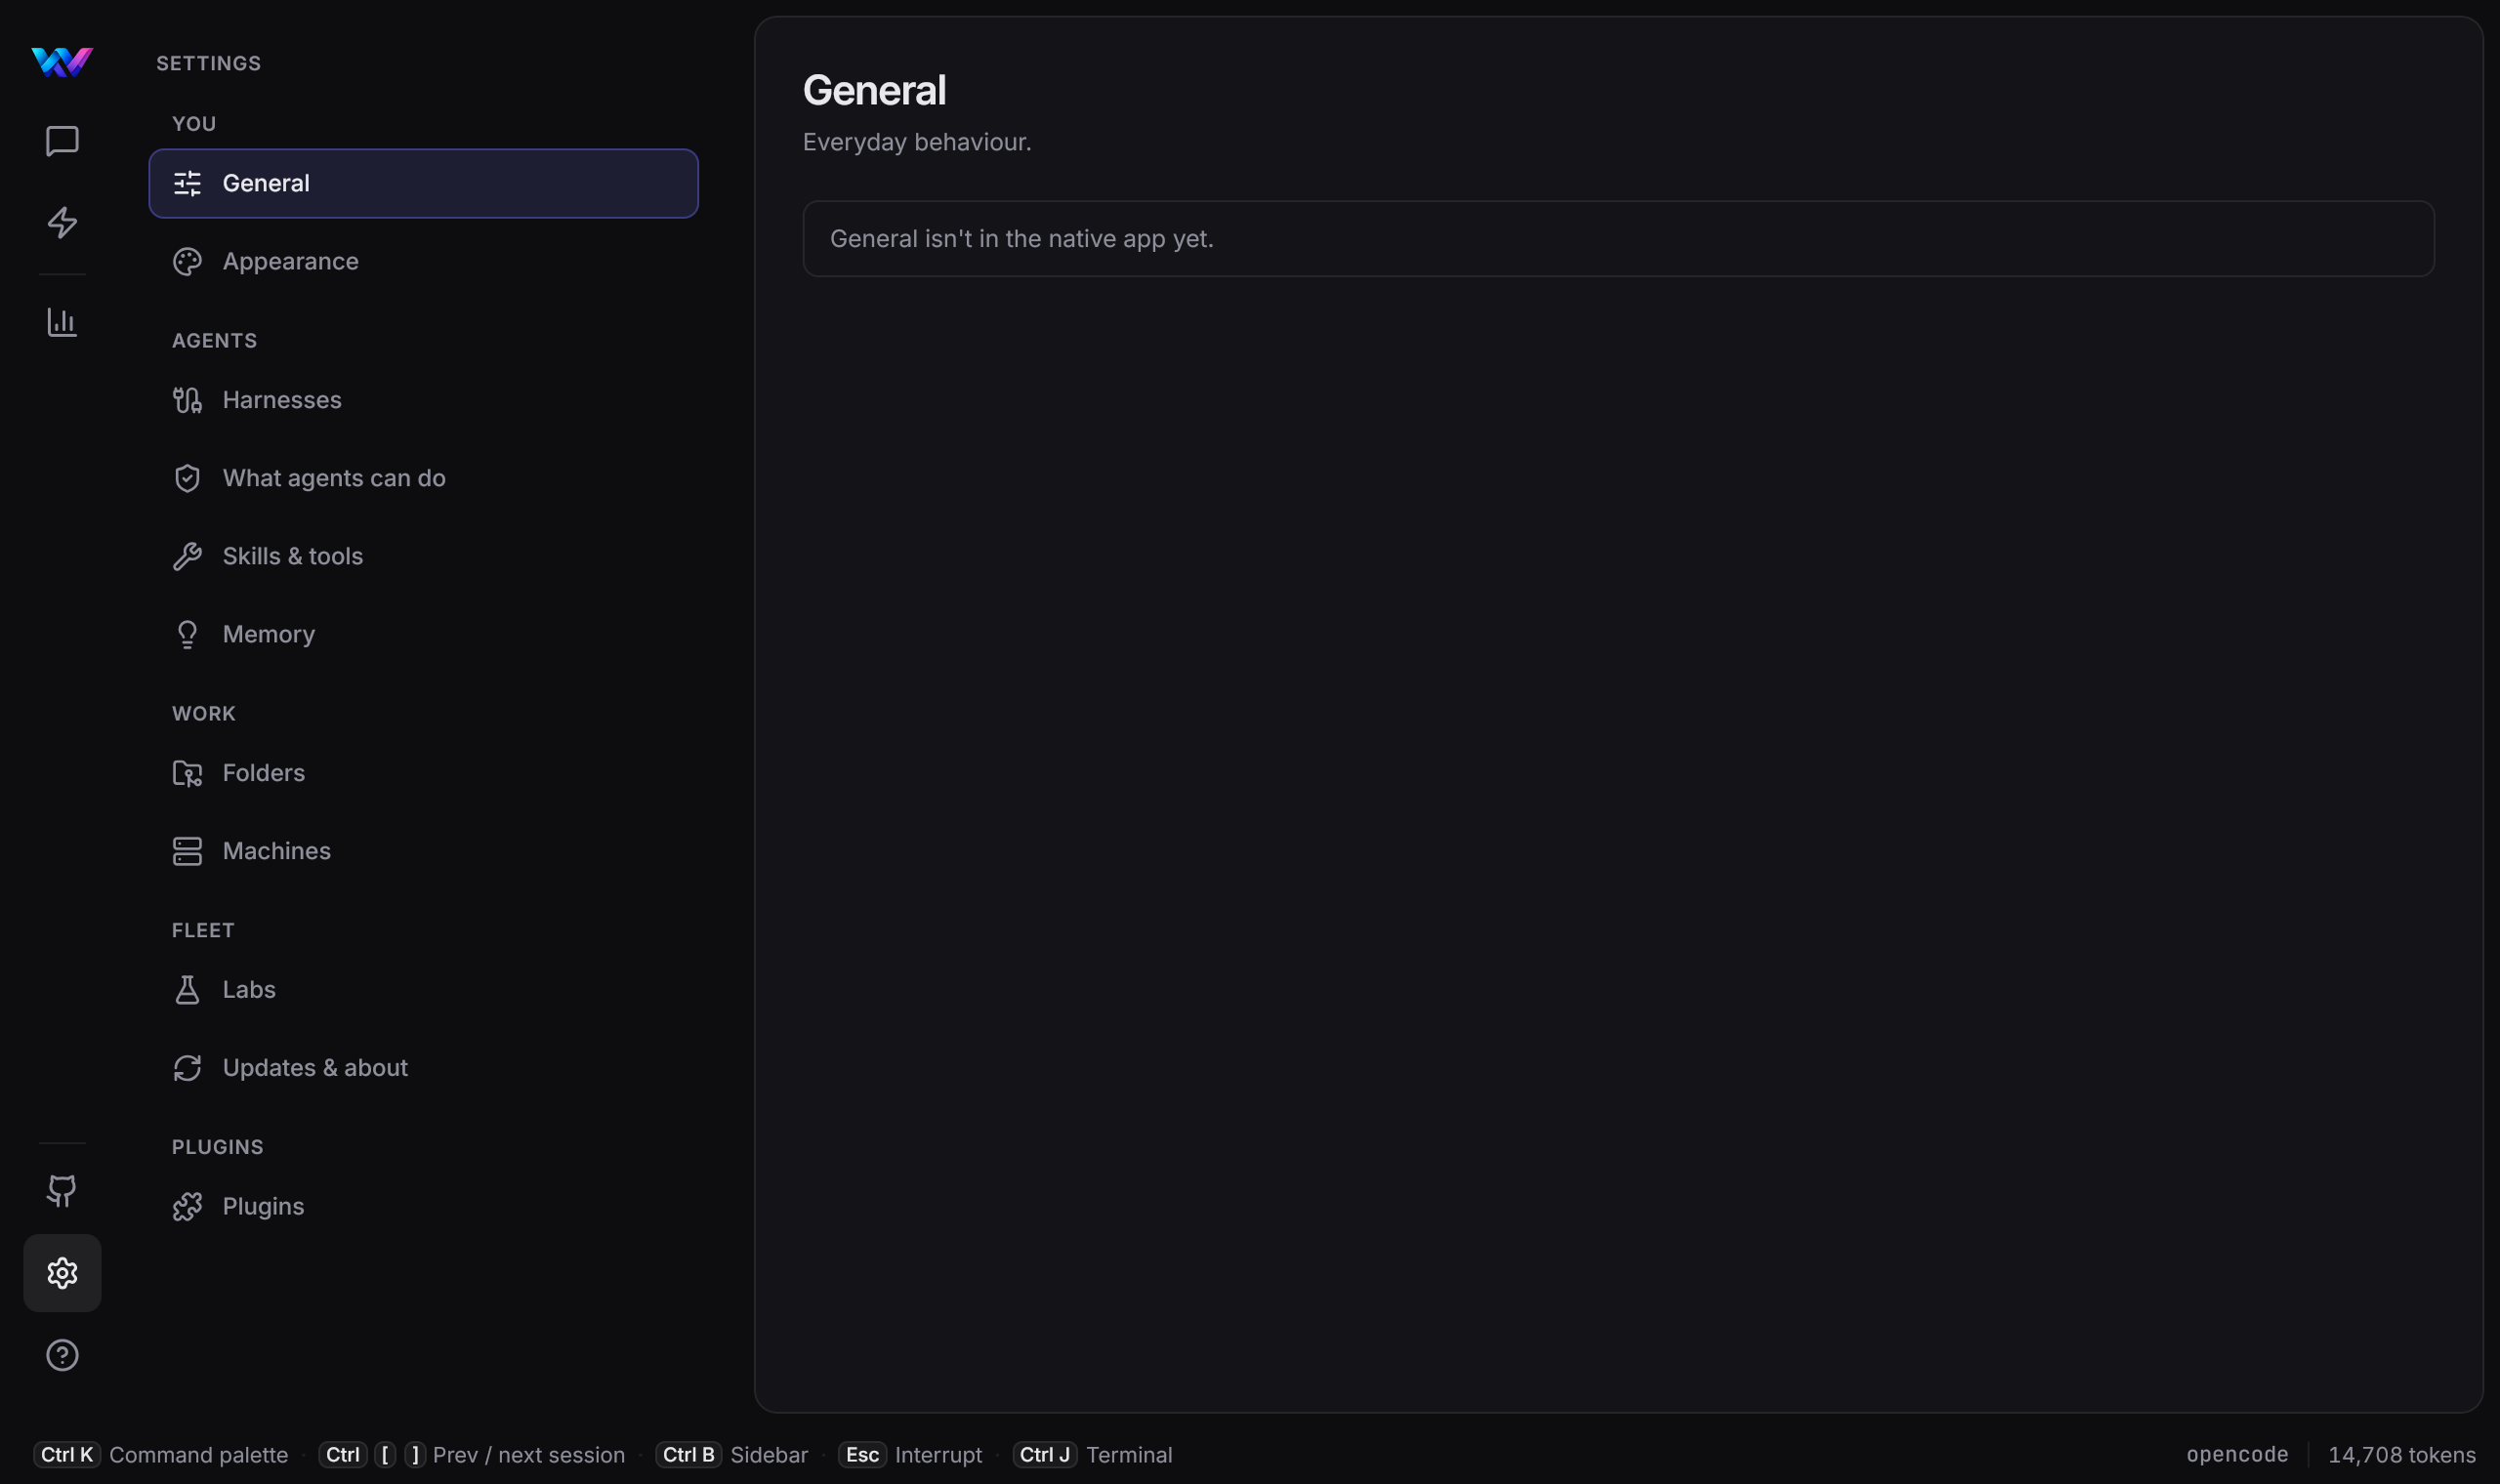 SETTINGS
YOU
General
Appearance
AGENTS
Harnesses
What agents can do
Skills & tools
Memory
WORK
Folders
Machines
FLEET
Labs
Updates & about
PLUGINS
Plugins
General
Everyday behaviour.
General isn't in the native app yet.
Ctrl K Command palette · Ctrl [ ] Prev / next session · Ctrl B Sidebar · Esc Interrupt · Ctrl J Terminal
opencode | 14,708 tokens